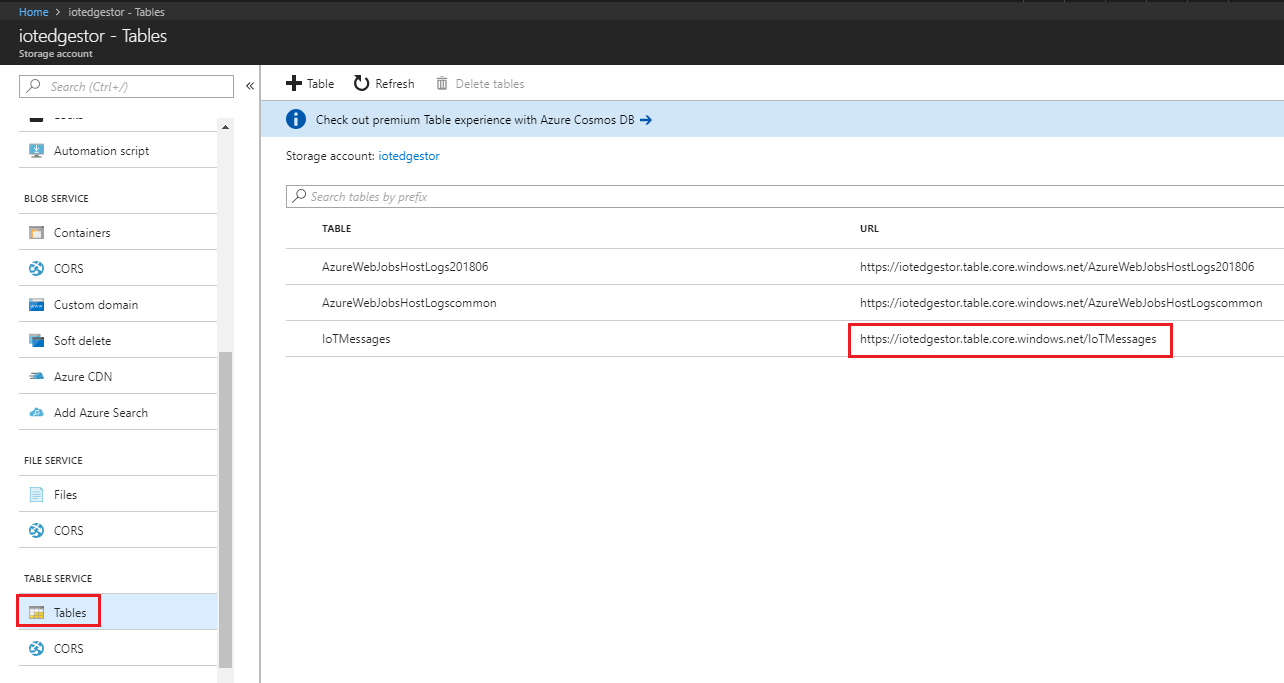 Home > iotedgestor - Tables
iotedgestor - Tables
Storage account
Search (Ctrl+/)
«
Automation script
BLOB SERVICE
Containers
CORS
Custom domain
Soft delete
Azure CDN
Add Azure Search
FILE SERVICE
Files
CORS
TABLE SERVICE
Tables
CORS
Table Refresh Delete tables
Check out premium Table experience with Azure Cosmos DB →
Storage account: iotedgestor
Search tables by prefix
TABLE URL
AzureWebJobsHostLogs201806 https://iotedgestor.table.core.windows.net/AzureWebJobsHostLogs201806
AzureWebJobsHostLogscommon https://iotedgestor.table.core.windows.net/AzureWebJobsHostLogscommon
IoTMessages https://iotedgestor.table.core.windows.net/IoTMessages